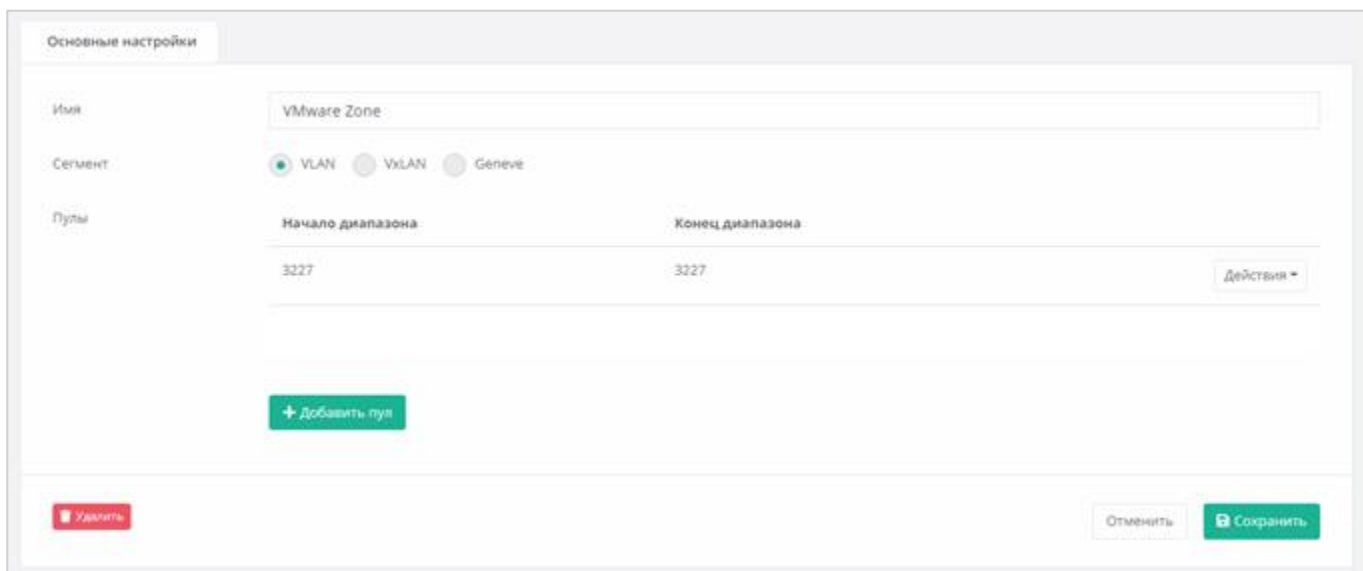 Основные настройки
Имя
VMware Zone
Сегмент
VLAN VxLAN Geneve
Пулы
Начало диапазона Конец диапазона
3227 3227 Действия
+ Добавить пул
Удалить Отменить Сохранить